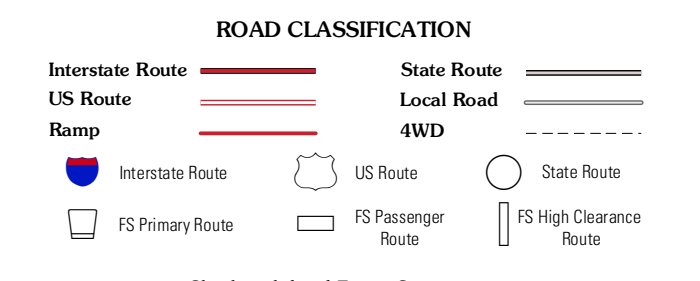 ROAD CLASSIFICATION
Interstate Route
State Route
US Route
Local Road
Ramp
4WD
Interstate Route
US Route
State Route
FS Primary Route
FS Passenger
Route
FS High Clearance
Route